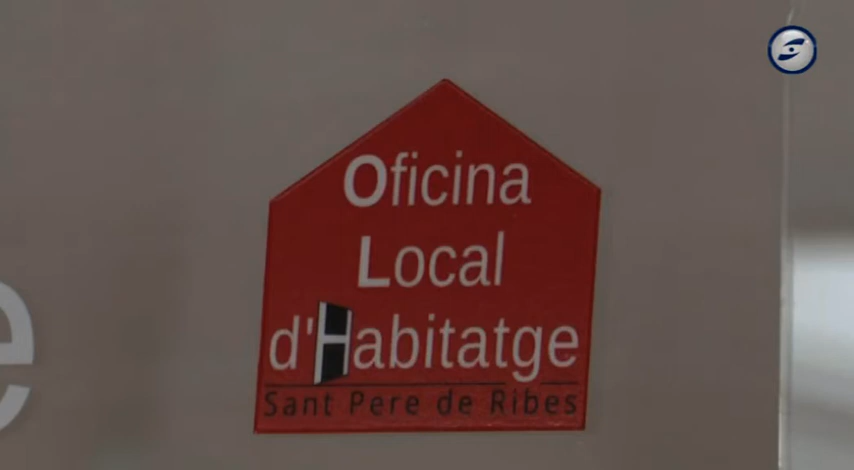 Oficina
Local
d'Habitatge
Sant Pere de Ribes
e